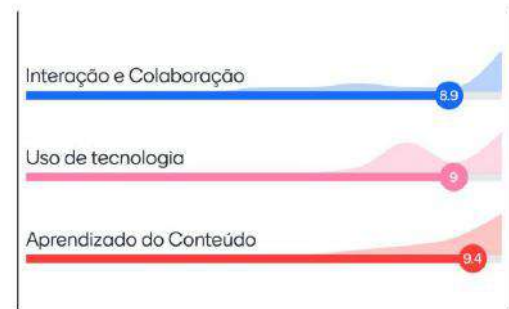 Interação e Colaboração
8.9
Uso de tecnologia
9
Aprendizado do Conteúdo
9.4